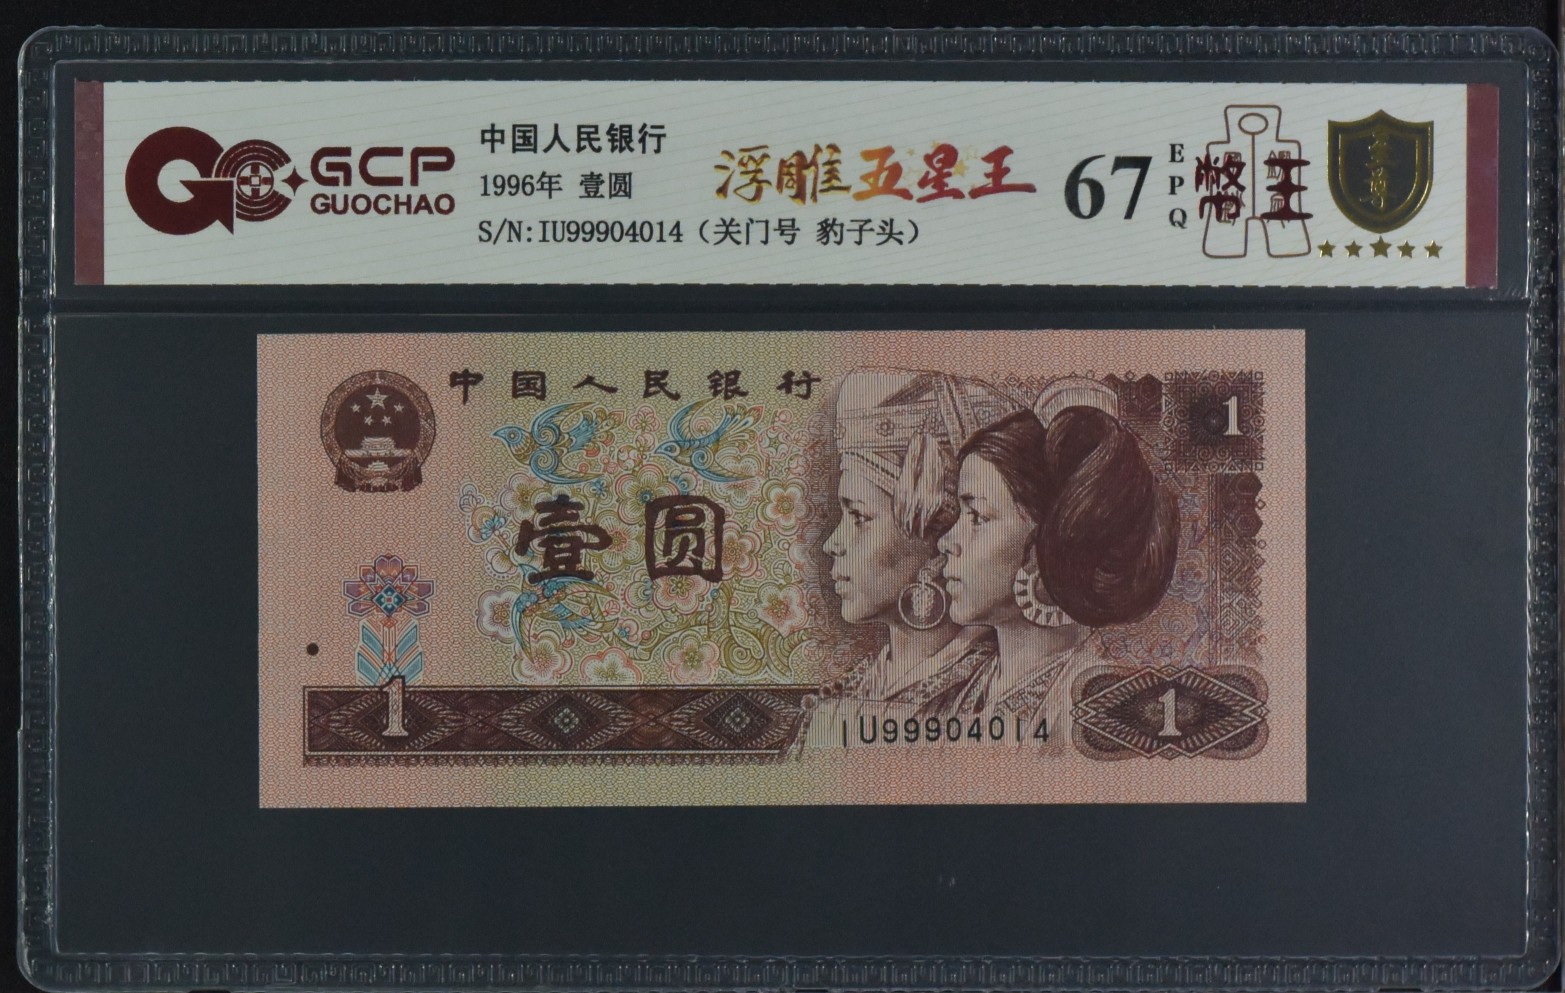 GCP
GUOCHAO
中国人民银行
1996年 壹圆
S/N:IU99904014（关门号 豹子头）
浮雕五星王
67
EPQ
中国人民银行
1
壹圆
1
IU99904014
1